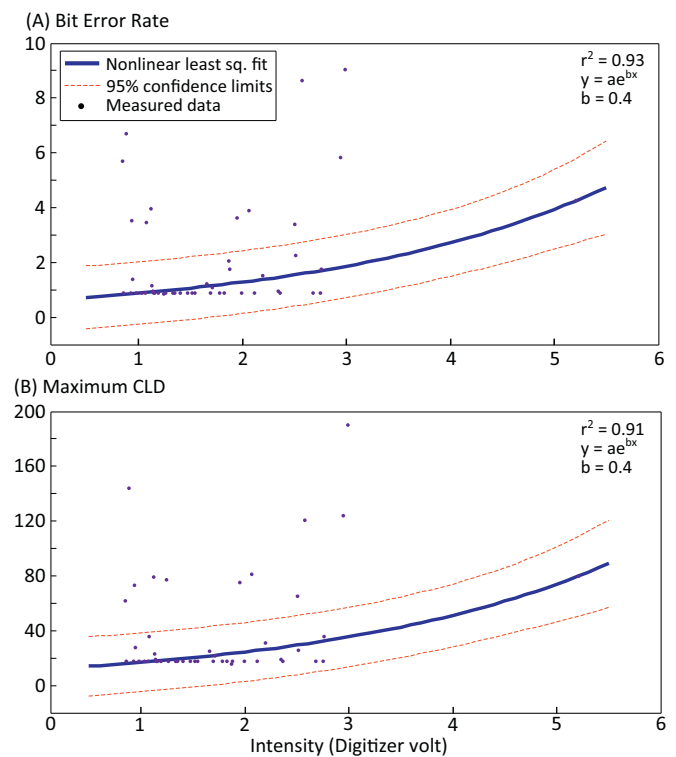 (A) Bit Error Rate
10
8
6
4
2
0
Nonlinear least sq. fit
95% confidence limits
Measured data
r² = 0.93
y = aeᵇˣ
b = 0.4
0 1 2 3 4 5 6
(B) Maximum CLD
200
160
120
80
40
0
r² = 0.91
y = aeᵇˣ
b = 0.4
0 1 2 3 4 5 6
Intensity (Digitizer volt)